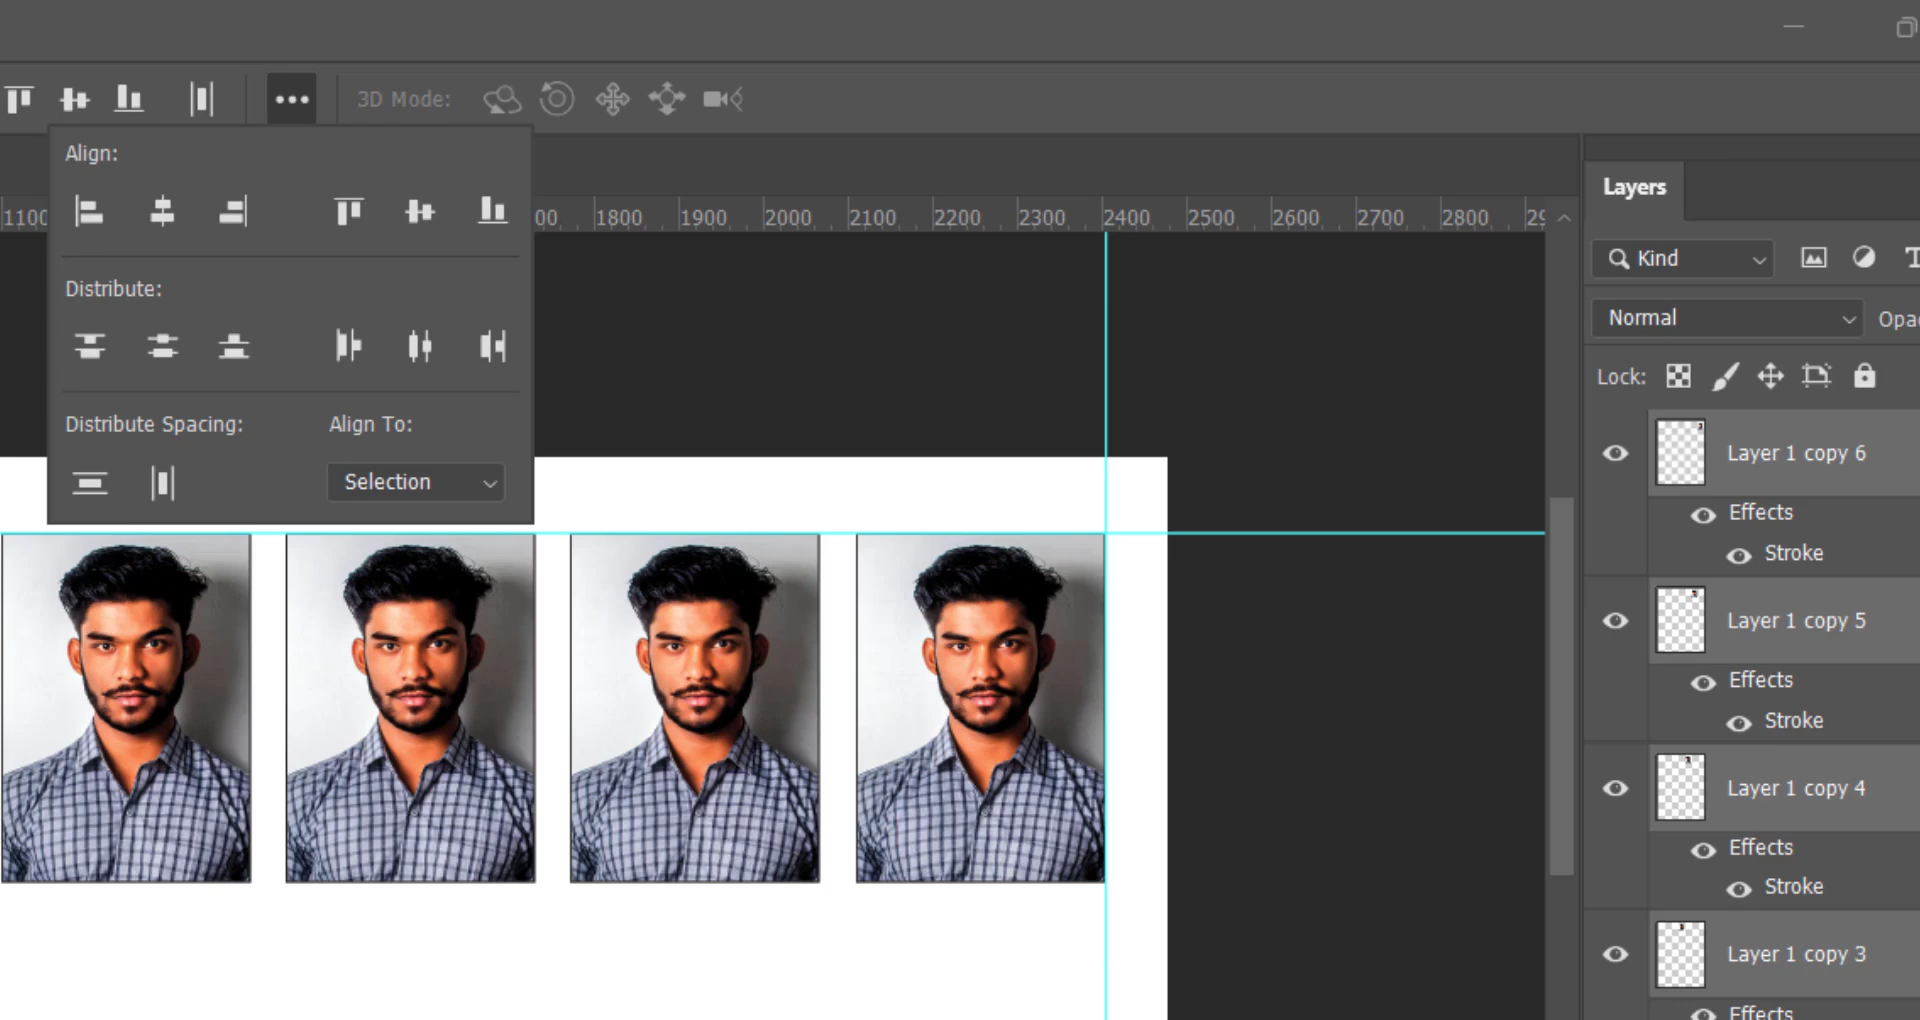 3D Mode:
Align:
1100 00 1800 1900 2000 2100 2200 2300 2400 2500 2600 2700 2800 29
Distribute:
Distribute Spacing: Align To:
Selection
Layers
Kind
Normal Opac
Lock:
Layer 1 copy 6
Effects
Stroke
Layer 1 copy 5
Effects
Stroke
Layer 1 copy 4
Effects
Stroke
Layer 1 copy 3
Effects